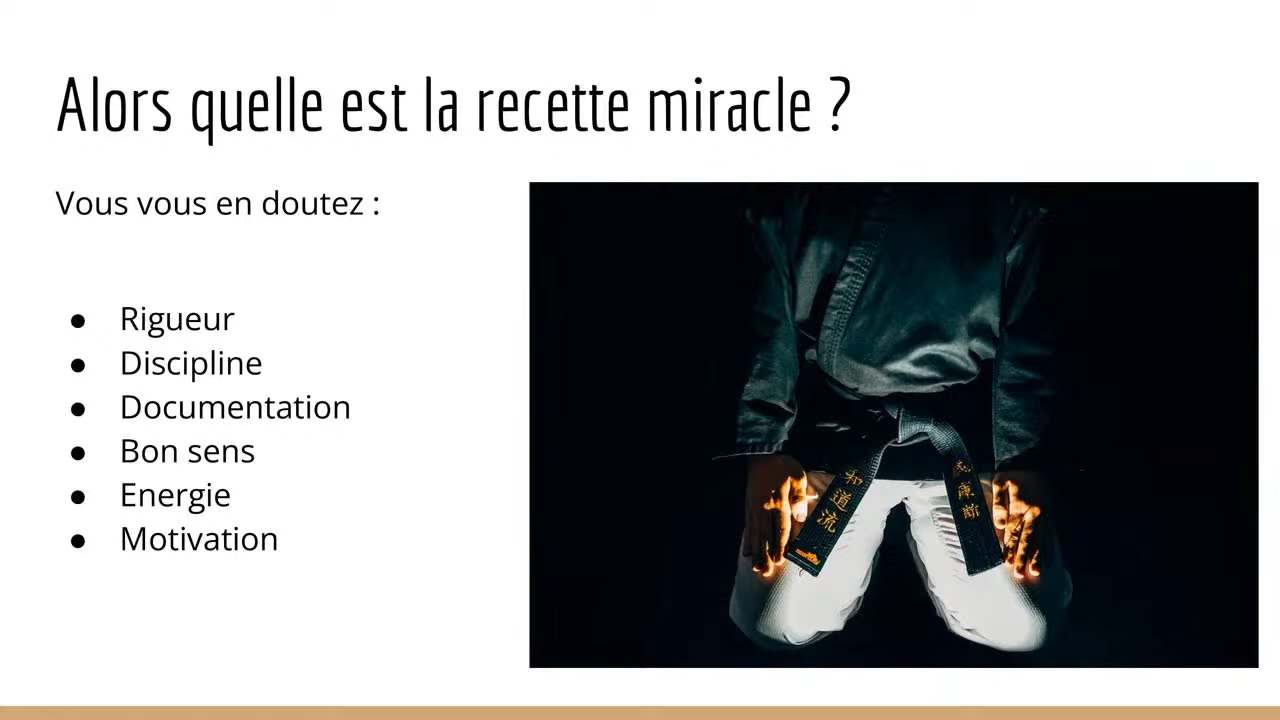 Alors quelle est la recette miracle ?
Vous vous en doutez :
● Rigueur
● Discipline
● Documentation
● Bon sens
● Energie
● Motivation
和道流